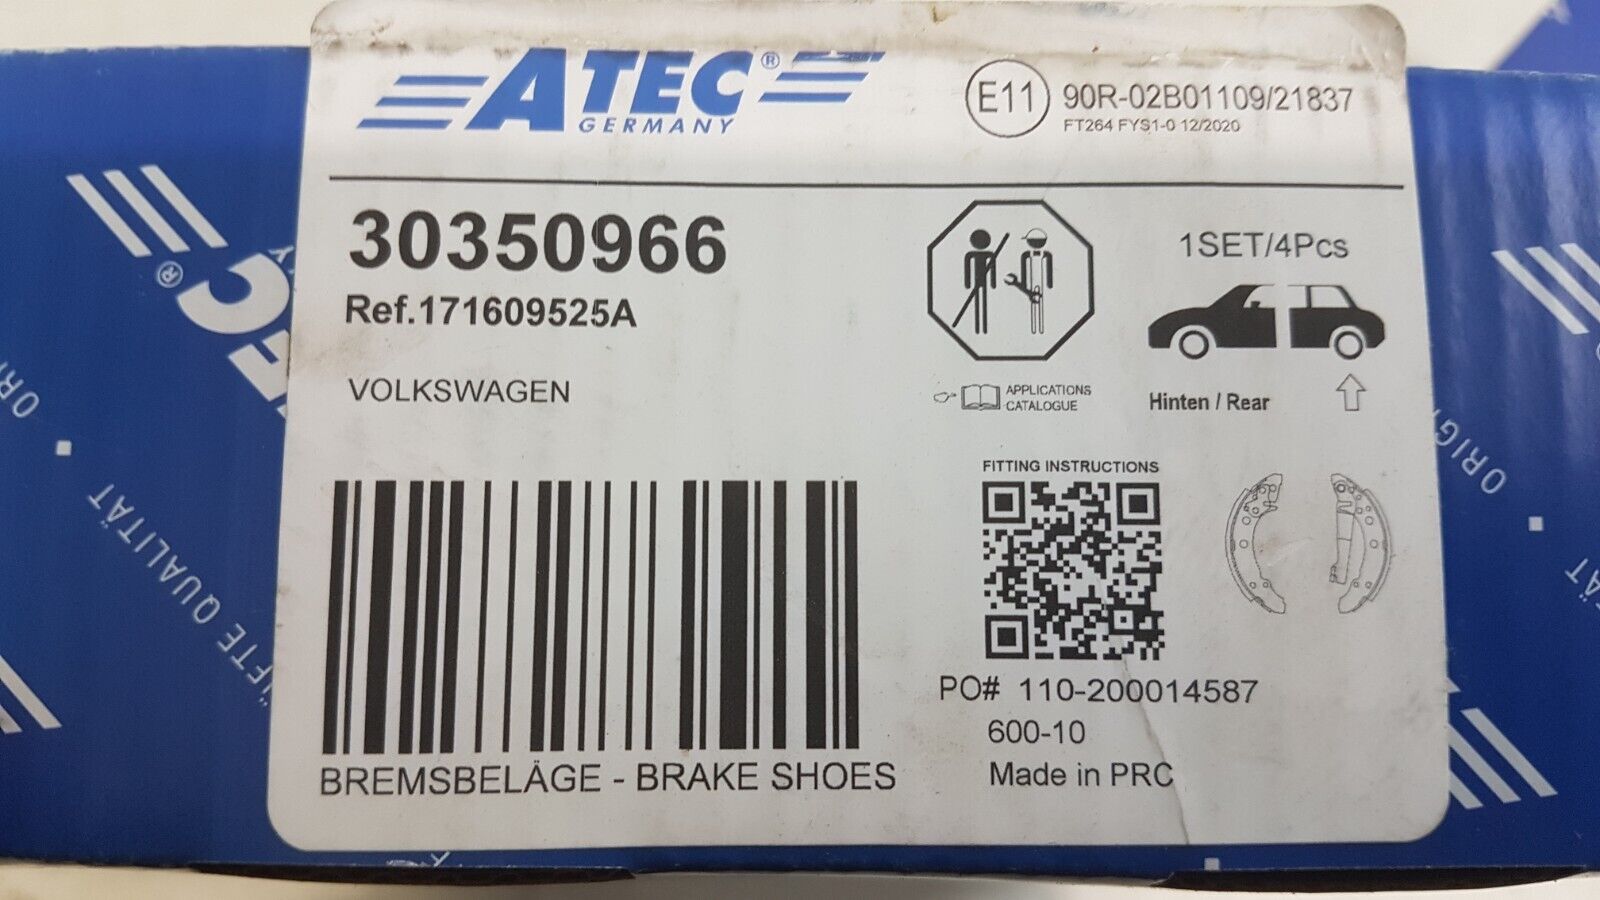 ATEC®
GERMANY
E11
90R-02B01109/21837
FT264 FYS1-0 12/2020
30350966
Ref.171609525A
VOLKSWAGEN
1SET/4Pcs
APPLICATIONS
CATALOGUE
Hinten / Rear
FITTING INSTRUCTIONS
PO# 110-200014587
600-10
Made in PRC
BREMSBELÄGE - BRAKE SHOES
QUALITÄT
®